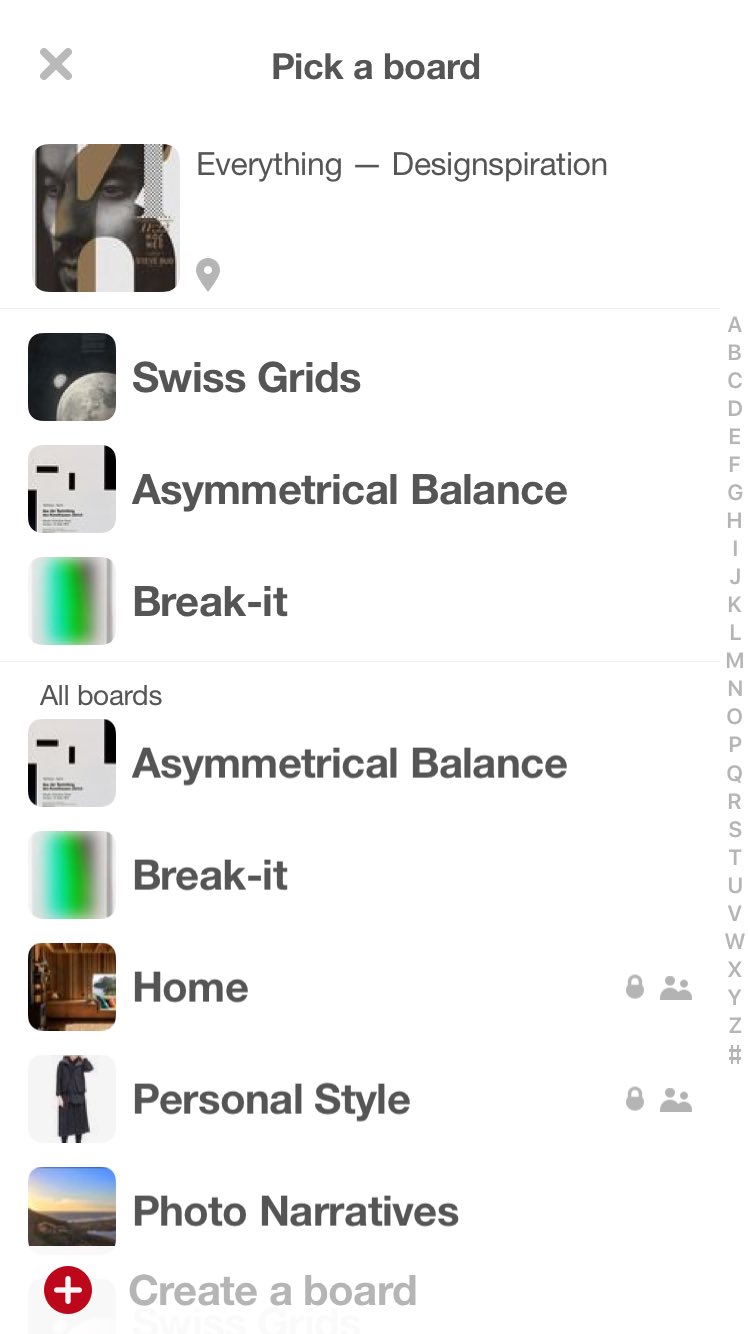 Pick a board
Everything — Designspiration
Swiss Grids
Asymmetrical Balance
Break-it
All boards
Asymmetrical Balance
Break-it
Home
Personal Style
Photo Narratives
Create a board
Swiss Grids
A
B
C
D
E
F
G
H
I
J
K
L
M
N
O
P
Q
R
S
T
U
V
W
X
Y
Z
#